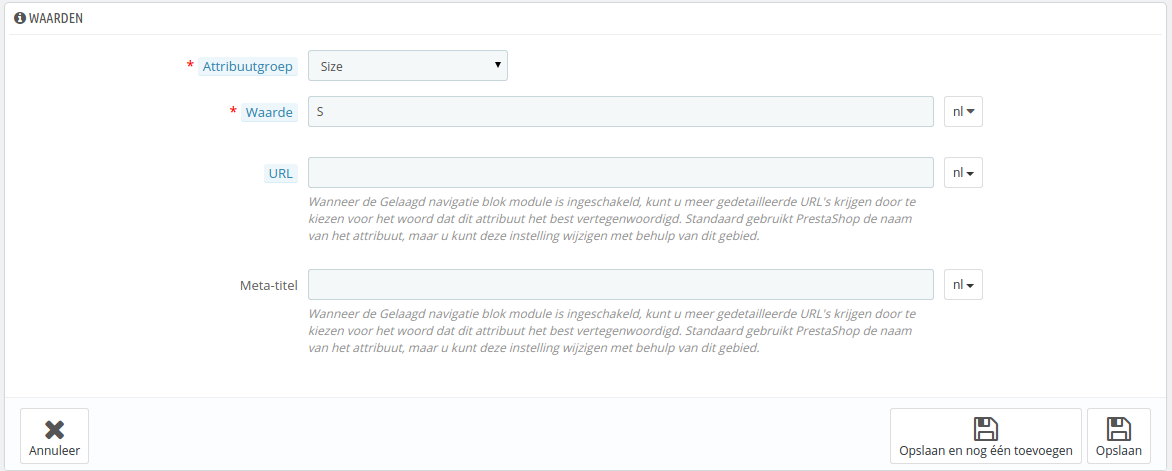 WAARDEN
* Attribuutgroep Size
* Waarde S nl
URL nl
Wanneer de Gelaagd navigatie blok module is ingeschakeld, kunt u meer gedetailleerde URL's krijgen door te
kiezen voor het woord dat dit attribuut het best vertegenwoordigd. Standaard gebruikt PrestaShop de naam
van het attribuut, maar u kunt deze instelling wijzigen met behulp van dit gebied.
Meta-titel nl
Wanneer de Gelaagd navigatie blok module is ingeschakeld, kunt u meer gedetailleerde URL's krijgen door te
kiezen voor het woord dat dit attribuut het best vertegenwoordigd. Standaard gebruikt PrestaShop de naam
van het attribuut, maar u kunt deze instelling wijzigen met behulp van dit gebied.
Annuleer Opslaan en nog één toevoegen Opslaan